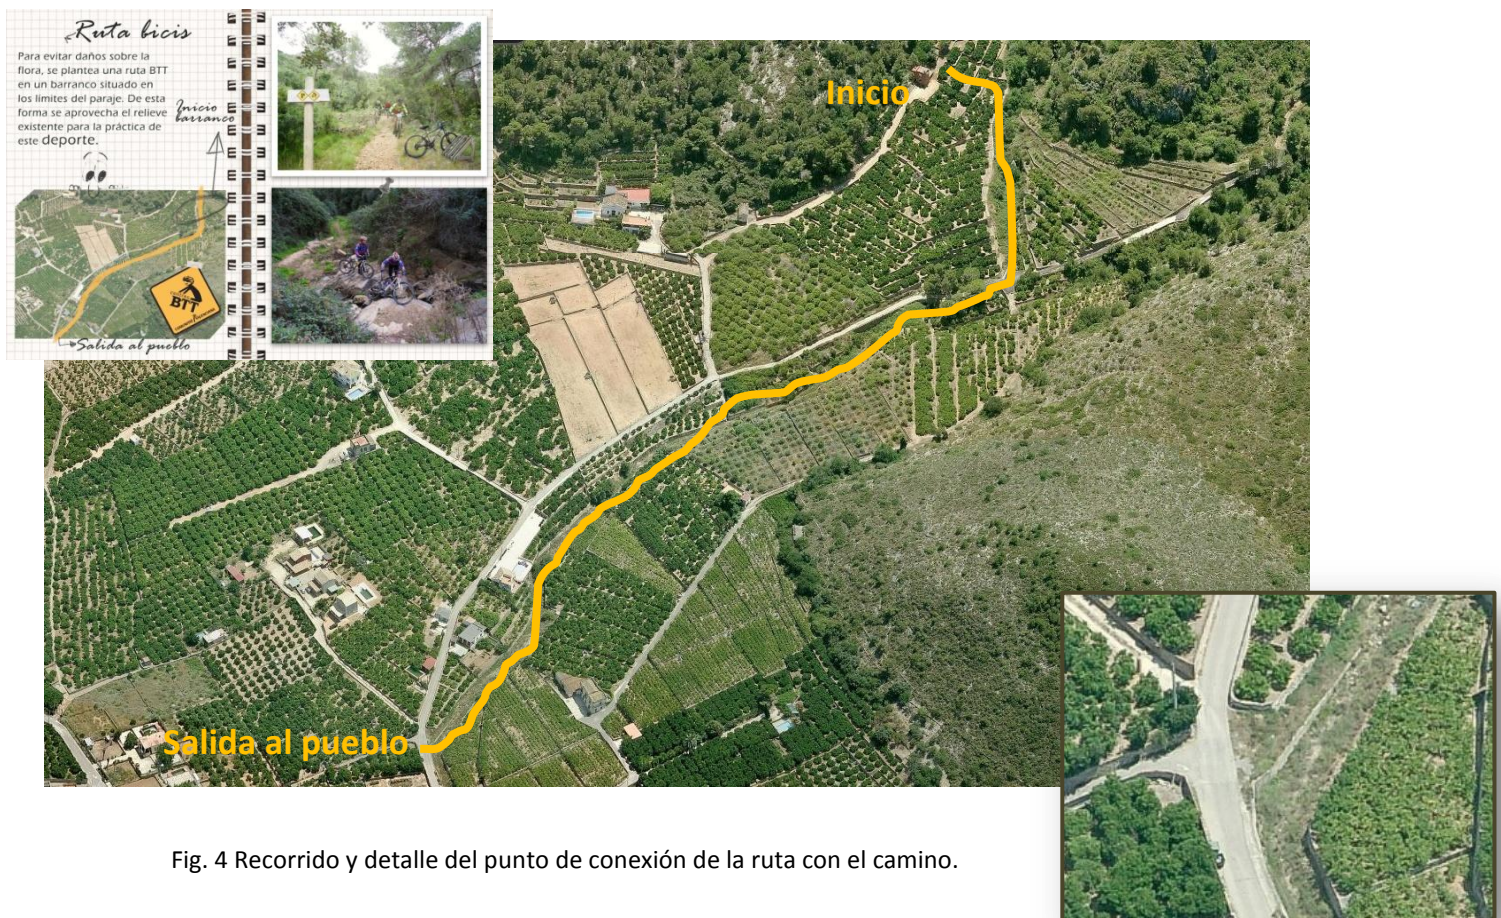 Ruta bicis
Para evitar daños sobre la
flora, se plantea una ruta BTT
en un barranco situado en
los límites del paraje. De esta
forma se aprovecha el relieve
existente para la práctica de
este deporte.
Inicio
barranco
BTT
Salida al pueblo
Inicio
Salida al pueblo
Fig. 4 Recorrido y detalle del punto de conexión de la ruta con el camino.